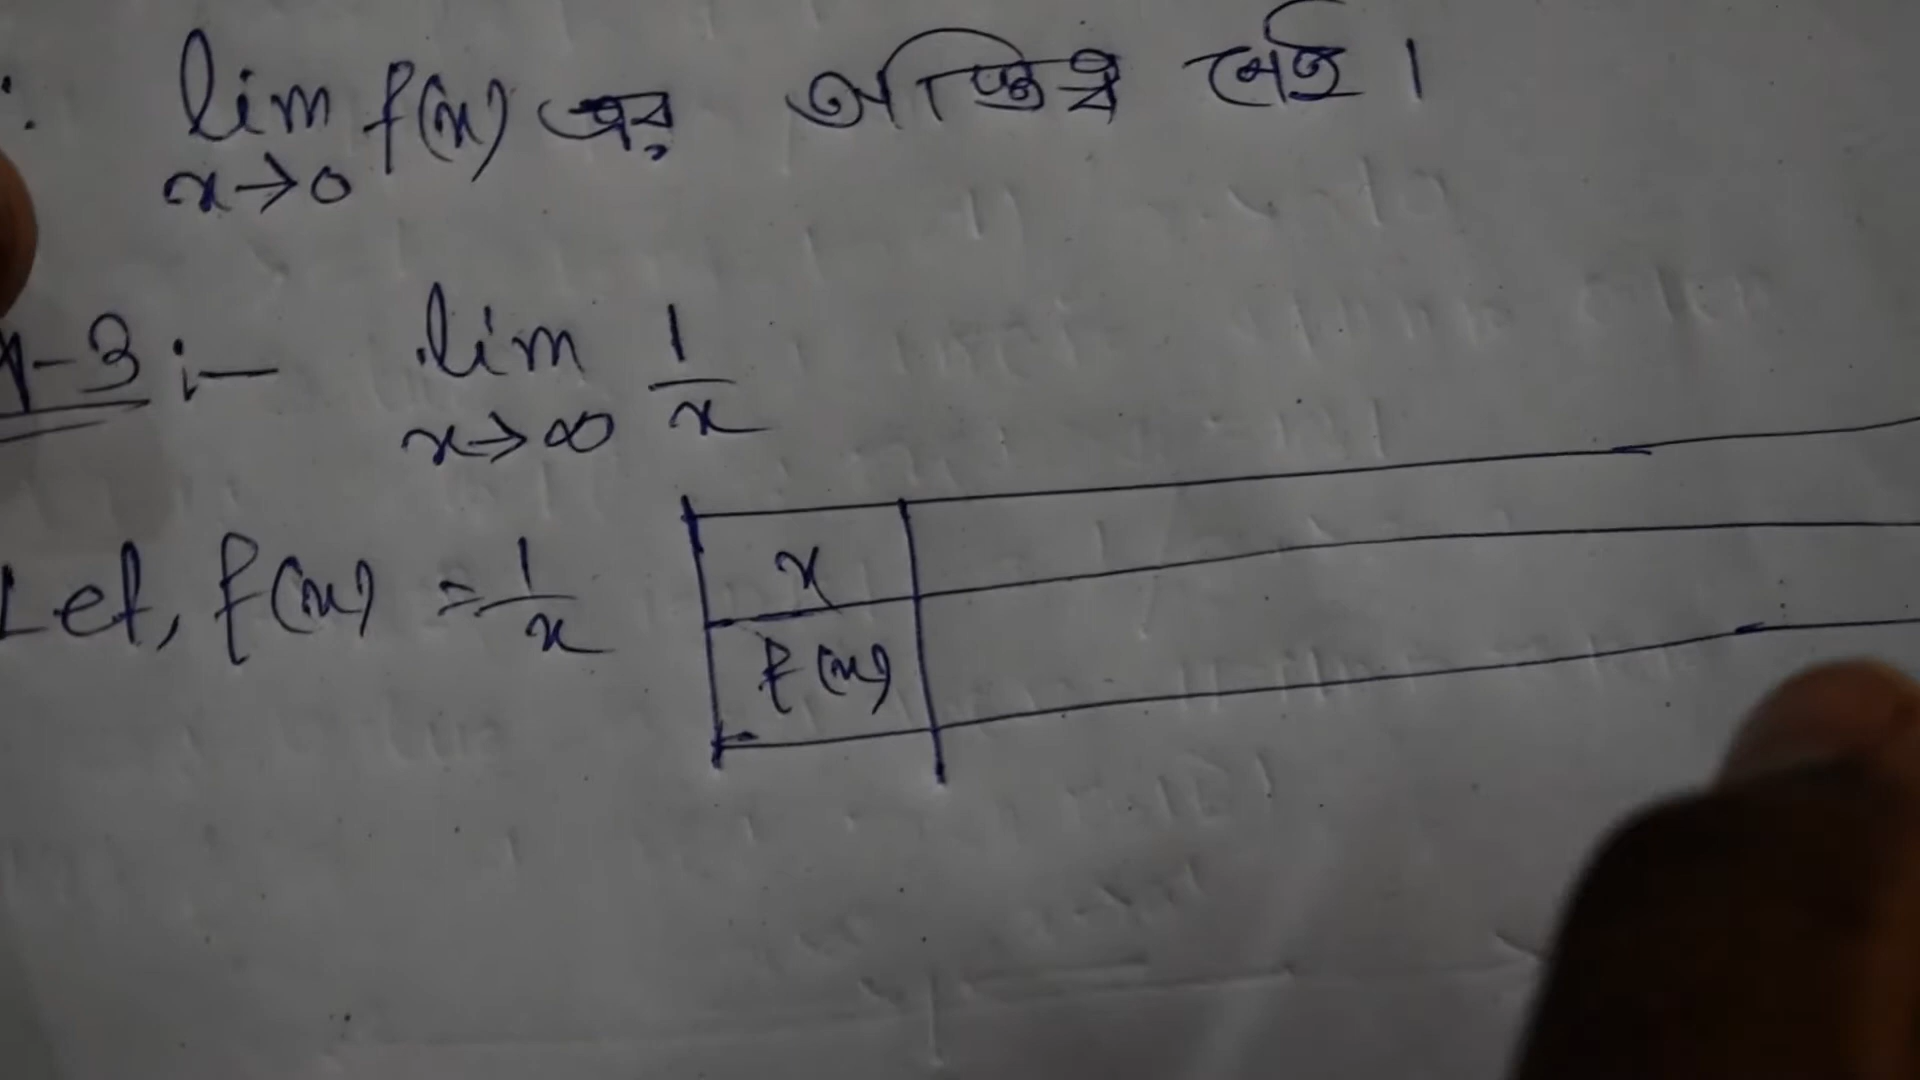 ∴ lim f(x) এর অস্তিত্ব নেই।
x→0
-3 :- lim 1/x
x→∞
Let, f(x) = 1/x
x
f(x)